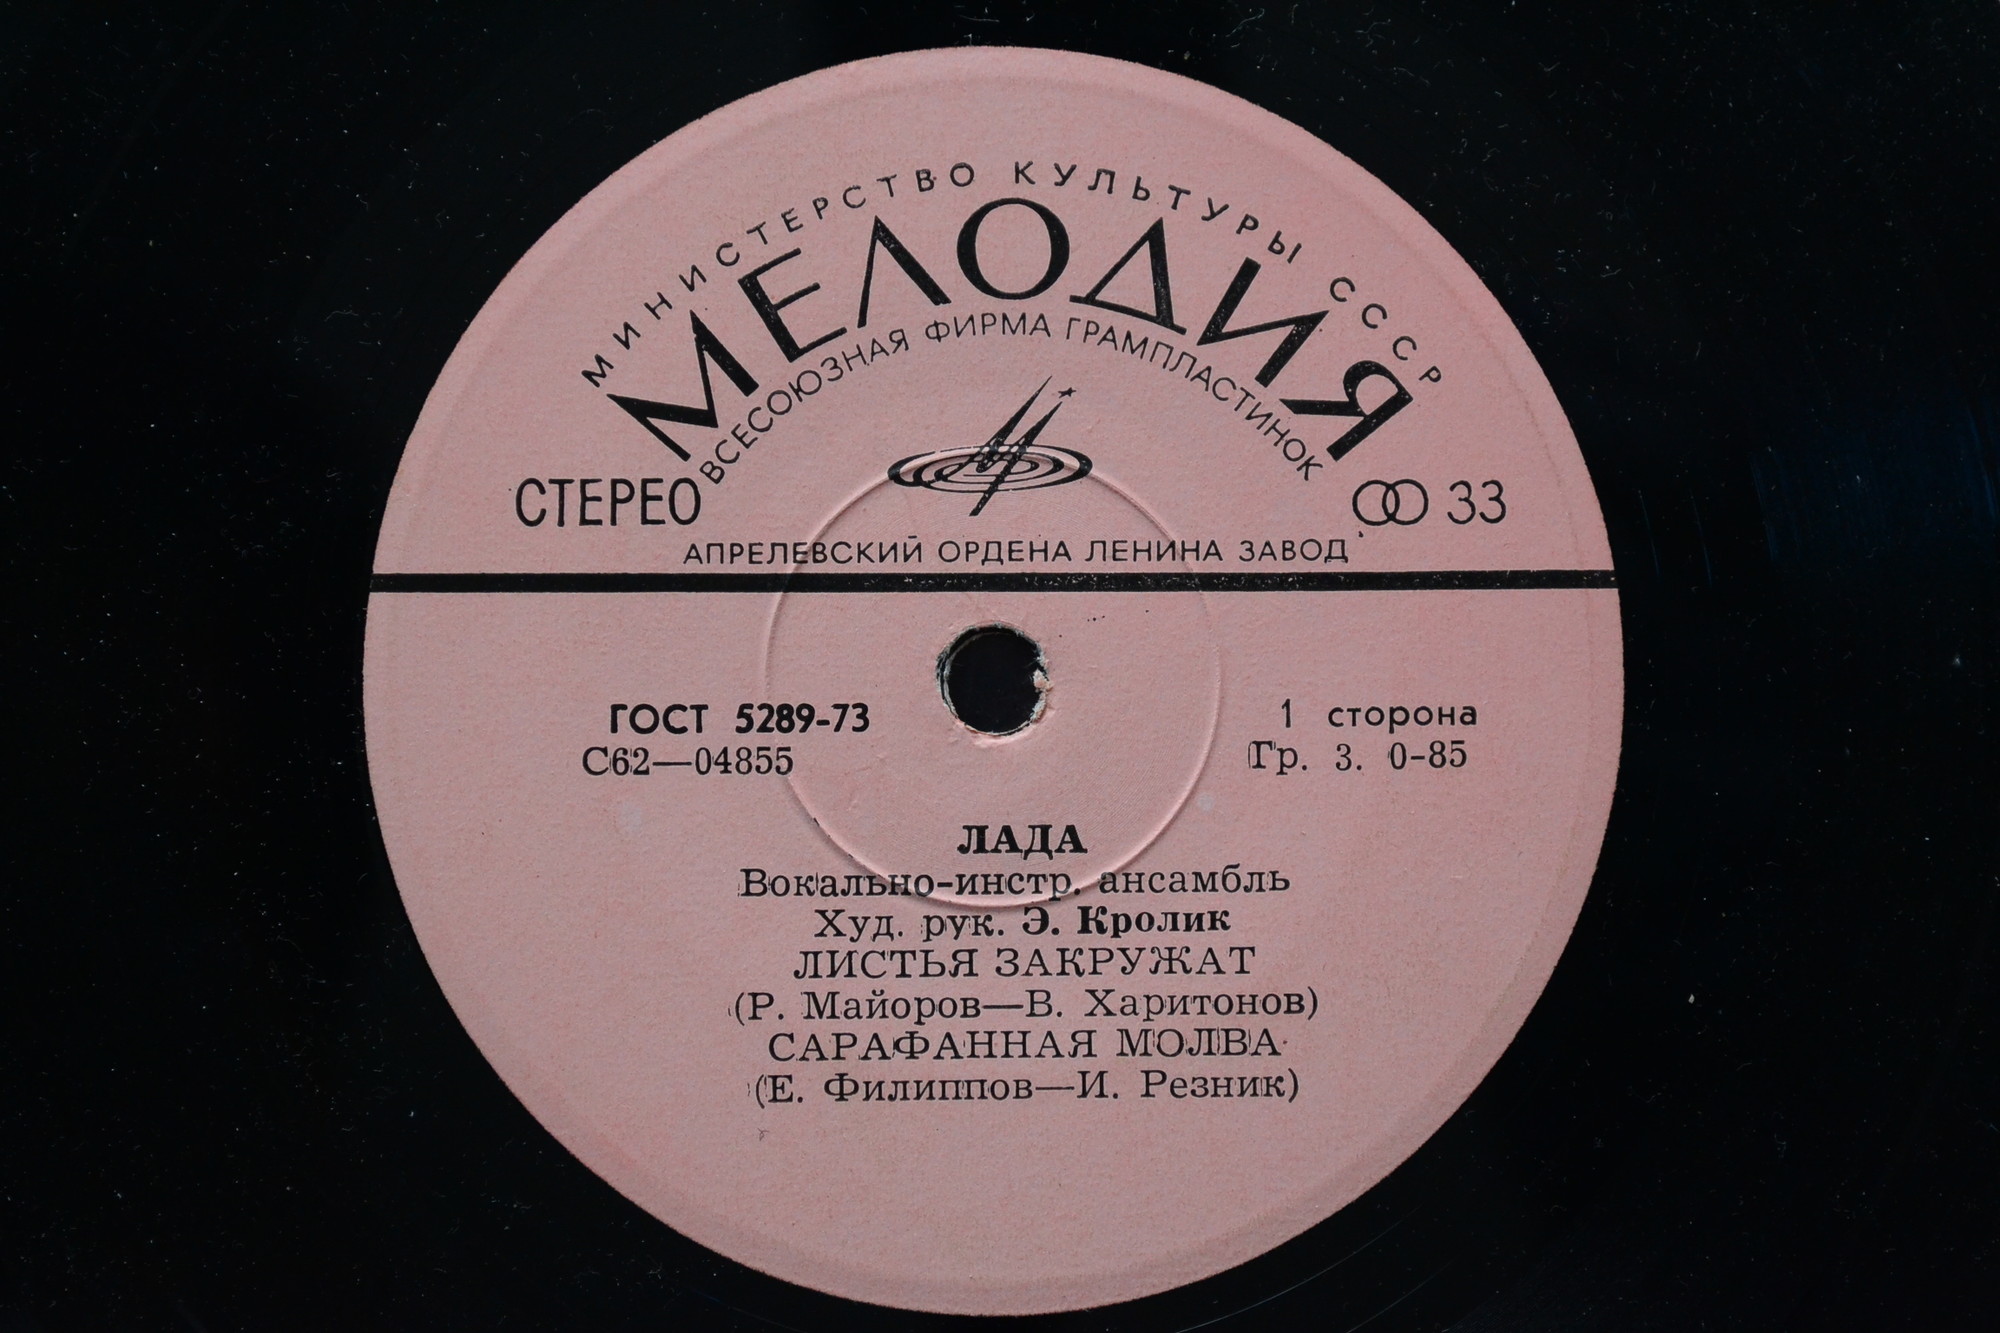 МИНИСТЕРСТВО КУЛЬТУРЫ СССР
МЕЛОДИЯ
ВСЕСОЮЗНАЯ ФИРМА ГРАМПЛАСТИНОК
СТЕРЕО 33
АПРЕЛЕВСКИЙ ОРДЕНА ЛЕНИНА ЗАВОД
ГОСТ 5289-73 1 сторона
С62—04855 Гр. 3. 0-85
ЛАДА
Вокально-инстр. ансамбль
Худ. рук. Э. Кролик
ЛИСТЬЯ ЗАКРУЖАТ
(Р. Майоров—В. Харитонов)
САРАФАННАЯ МОЛВА
(Е. Филиппов—И. Резник)